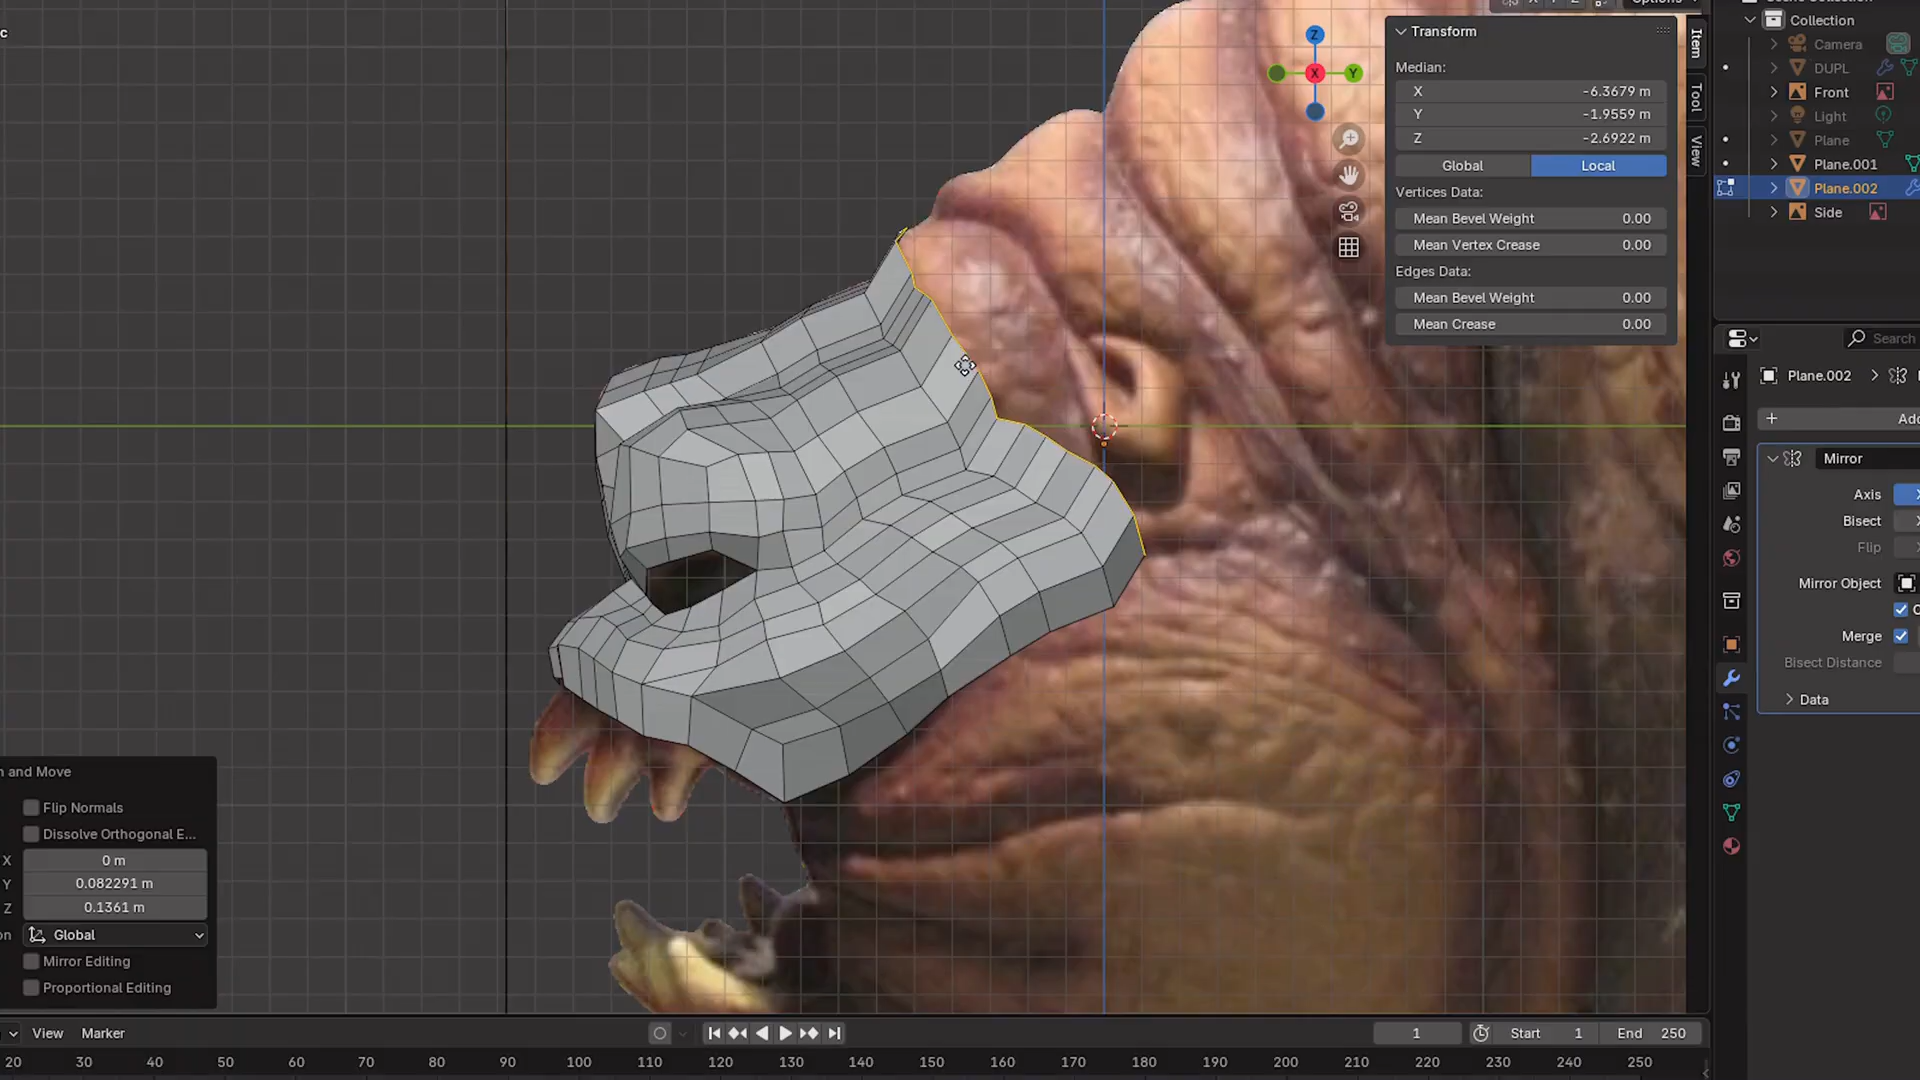 c
Options
Transform
Median:
X -6.3679 m
Y -1.9559 m
Z -2.6922 m
Global Local
Vertices Data:
Mean Bevel Weight 0.00
Mean Vertex Crease 0.00
Edges Data:
Mean Bevel Weight 0.00
Mean Crease 0.00
Z
X
Y
Item
Tool
View
Scene Collection
Collection
Camera
DUPL
Front
Light
Plane
Plane.001
Plane.002
Side
Search
Plane.002
Mirror
Axis X
Bisect X
Flip
Mirror Object
Merge
Bisect Distance
Data
n and Move
Flip Normals
Dissolve Orthogonal E...
X 0 m
Y 0.082291 m
Z 0.1361 m
on Global
Mirror Editing
Proportional Editing
View Marker
1 Start 1 End 250
20 30 40 50 60 70 80 90 100 110 120 130 140 150 160 170 180 190 200 210 220 230 240 250